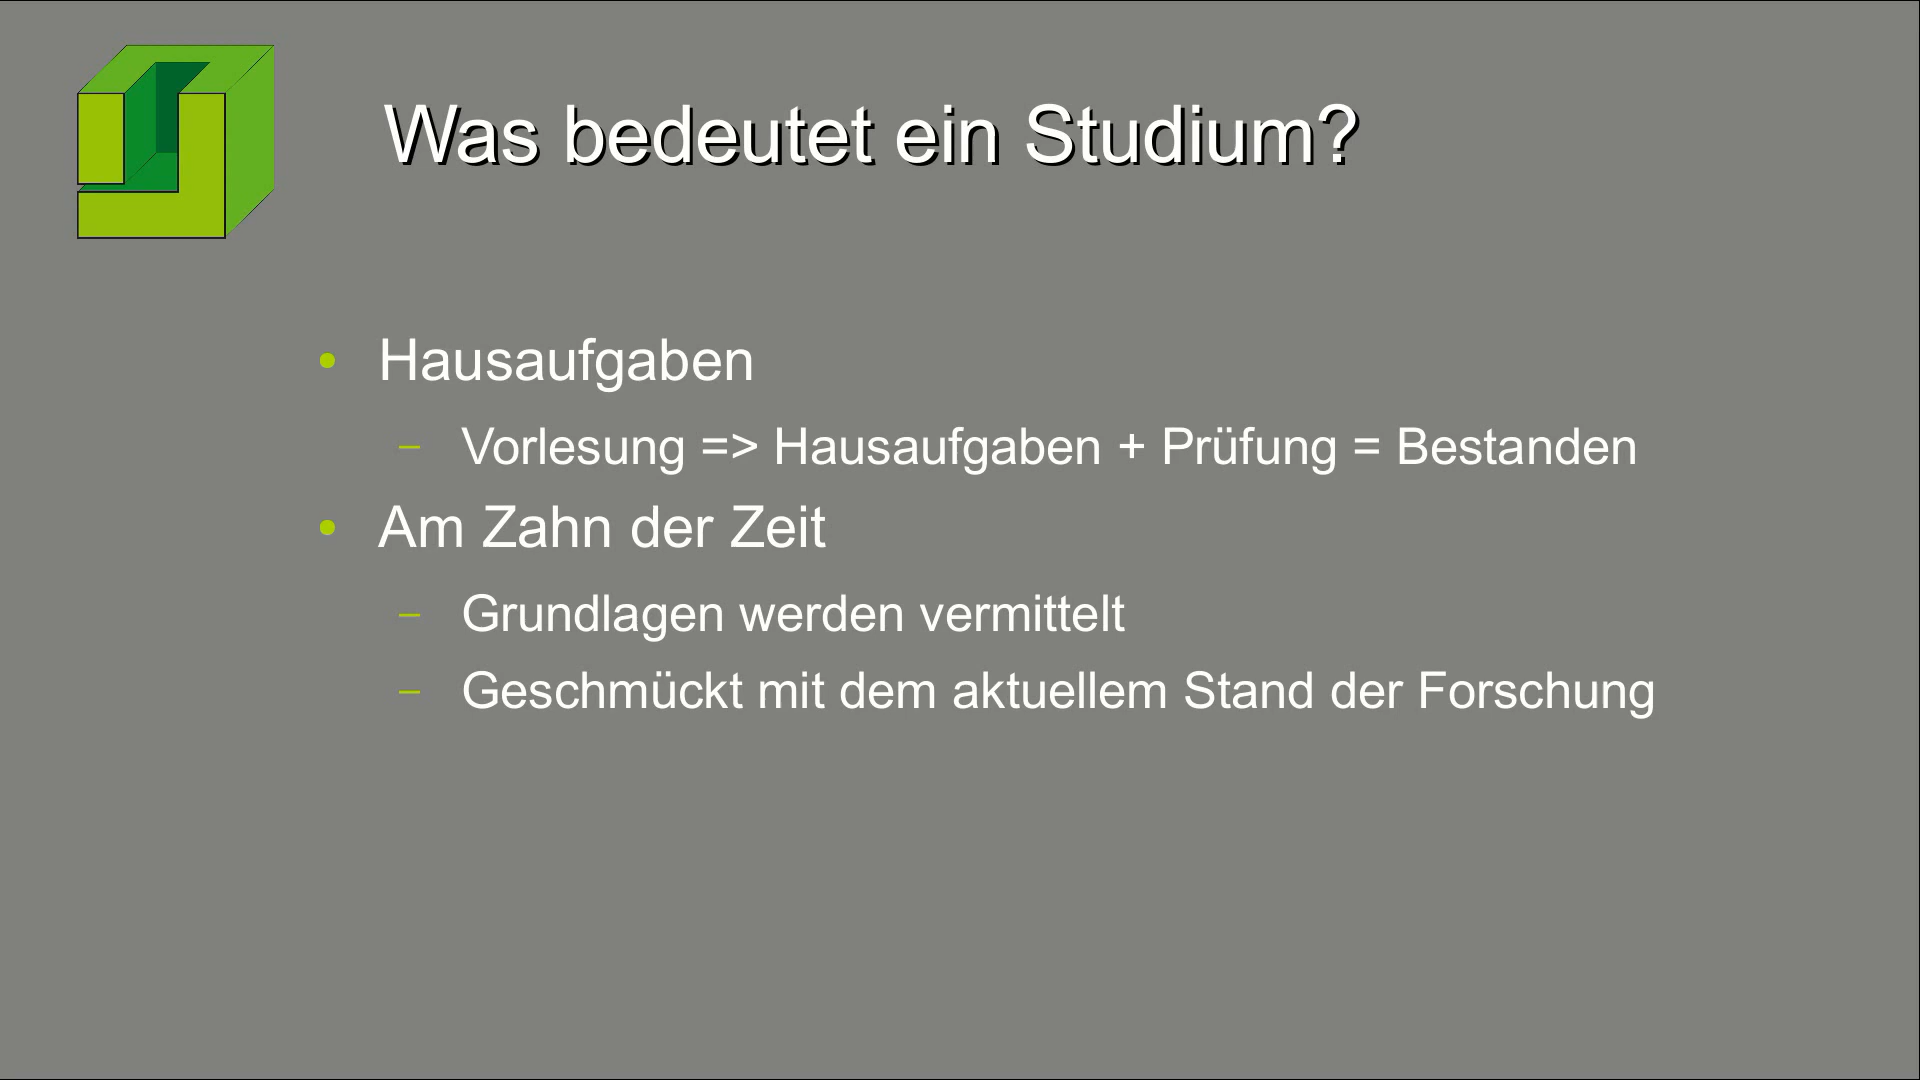 Was bedeutet ein Studium?
• Hausaufgaben
– Vorlesung => Hausaufgaben + Prüfung = Bestanden
• Am Zahn der Zeit
– Grundlagen werden vermittelt
– Geschmückt mit dem aktuellem Stand der Forschung